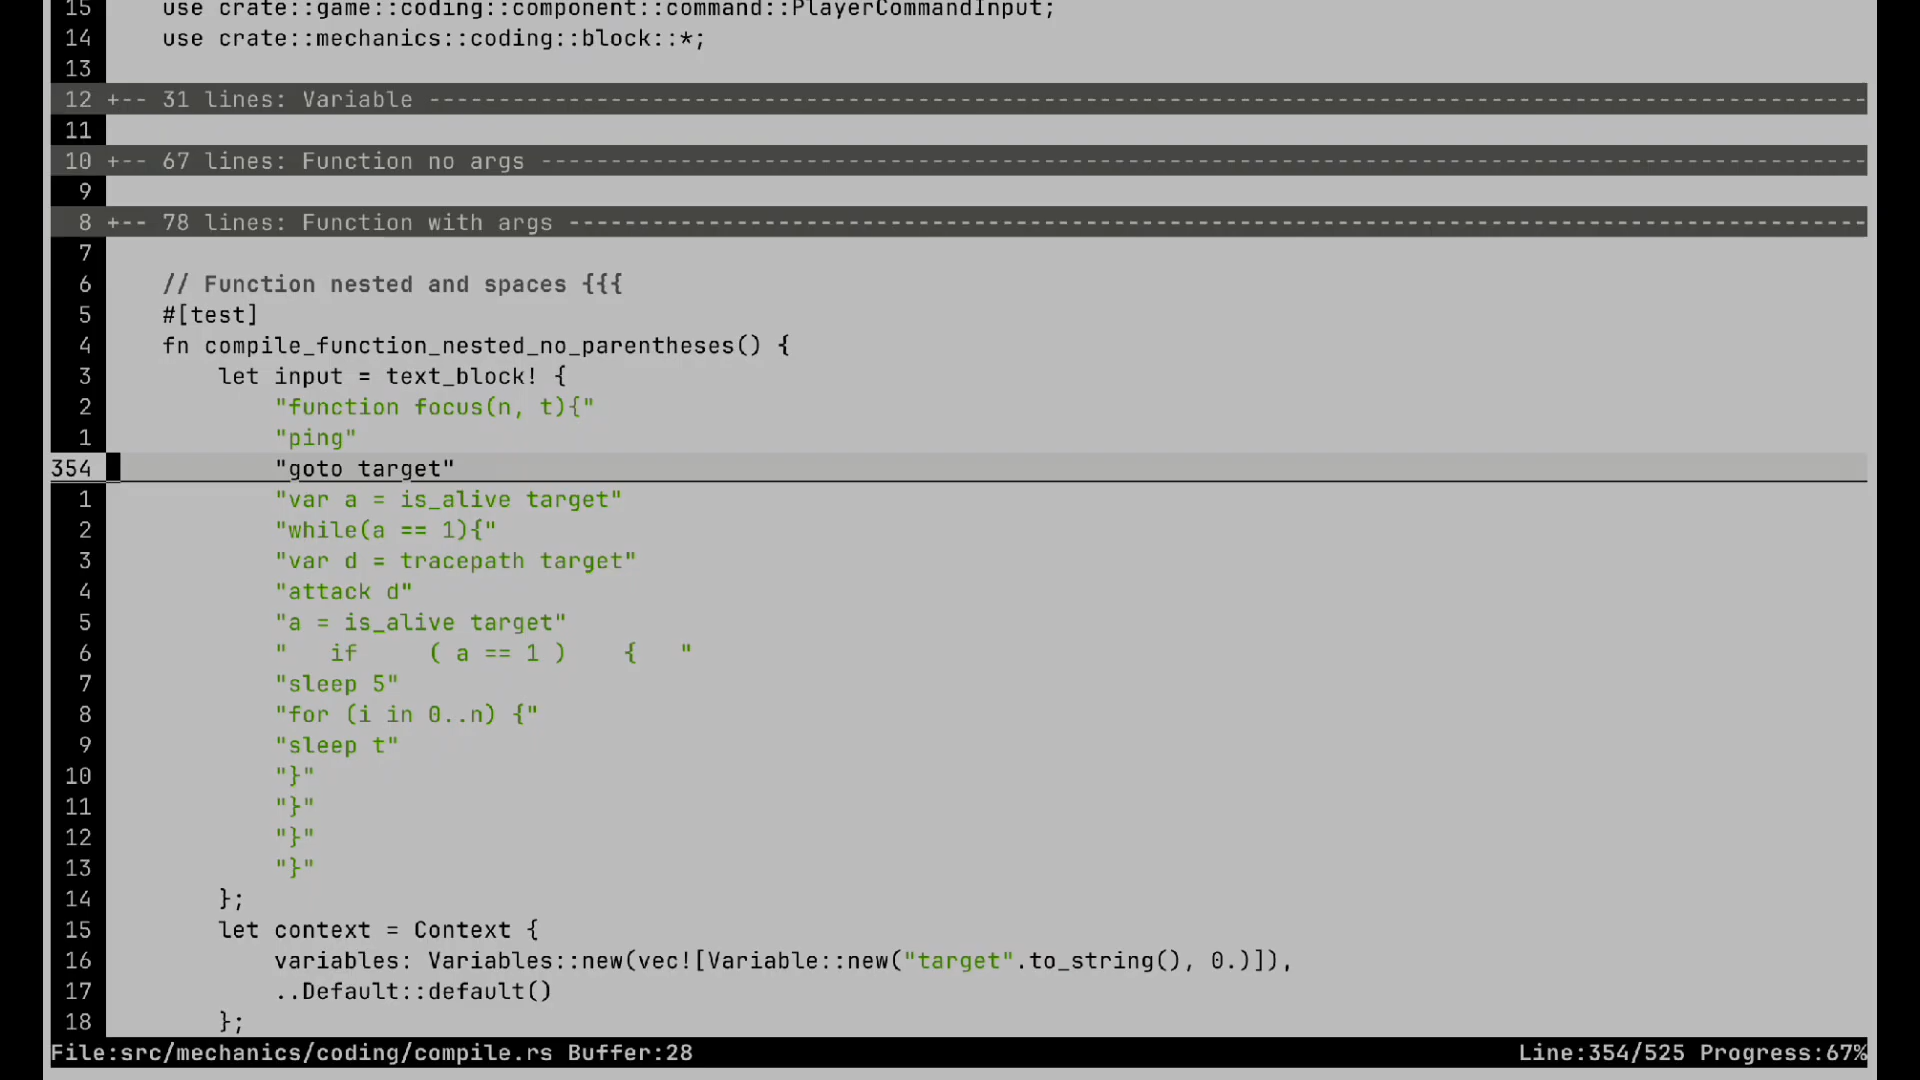 15     use crate::game::coding::component::command::PlayerCommandInput;
14     use crate::mechanics::coding::block::*;
13
12 +-- 31 lines: Variable -------------------------------------------------------------------------------------------------------
11
10 +-- 67 lines: Function no args -----------------------------------------------------------------------------------------------
9
8 +-- 78 lines: Function with args ---------------------------------------------------------------------------------------------
7
6     // Function nested and spaces {{{
5     #[test]
4     fn compile_function_nested_no_parentheses() {
3         let input = text_block! {
2             "function focus(n, t){"
1             "ping"
354             "goto target"
1             "var a = is_alive target"
2             "while(a == 1){"
3             "var d = tracepath target"
4             "attack d"
5             "a = is_alive target"
6             "   if     ( a == 1 )    {   "
7             "sleep 5"
8             "for (i in 0..n) {"
9             "sleep t"
10             "}"
11             "}"
12             "}"
13             "}"
14         };
15         let context = Context {
16             variables: Variables::new(vec![Variable::new("target".to_string(), 0.)]),
17             ..Default::default()
18         };
File:src/mechanics/coding/compile.rs Buffer:28 Line:354/525 Progress:67%